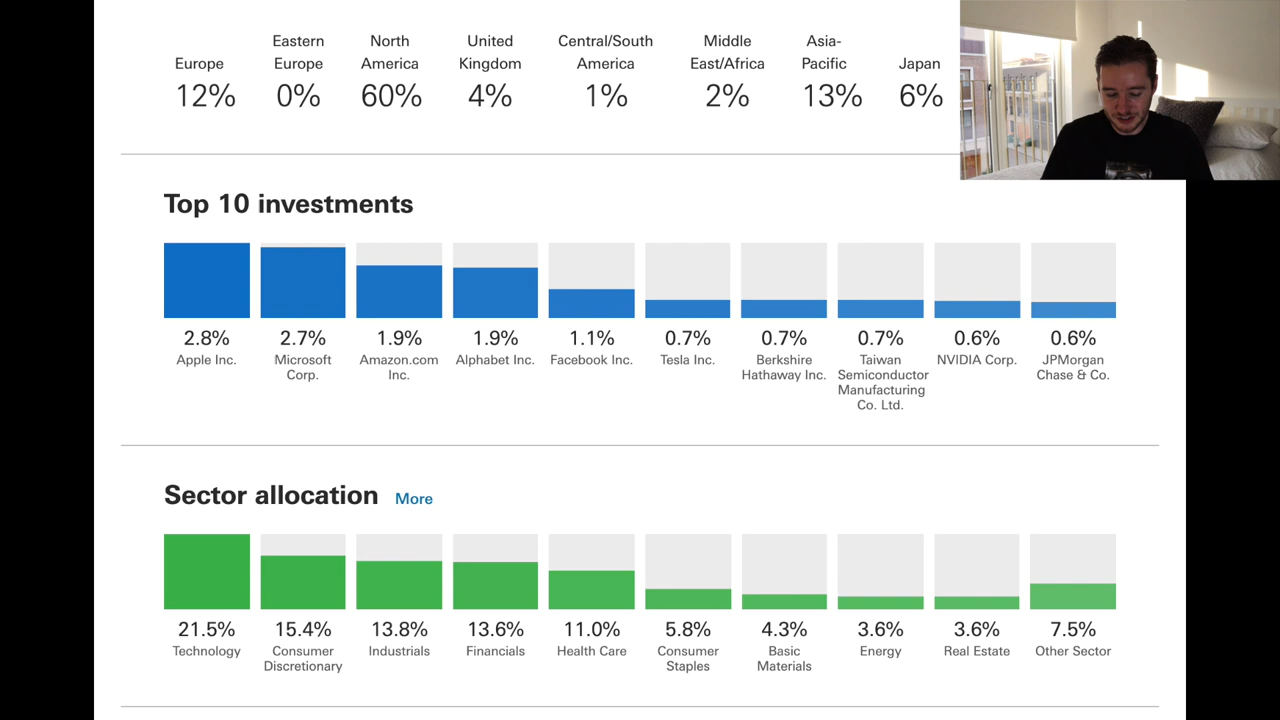 Europe
Eastern
Europe
North
America
United
Kingdom
Central/South
America
Middle
East/Africa
Asia-
Pacific
Japan
12% 0% 60% 4% 1% 2% 13% 6%
Top 10 investments
2.8% 2.7% 1.9% 1.9% 1.1% 0.7% 0.7% 0.7% 0.6% 0.6%
Apple Inc.
Microsoft
Corp.
Amazon.com
Inc.
Alphabet Inc.
Facebook Inc.
Tesla Inc.
Berkshire
Hathaway Inc.
Taiwan
Semiconductor
Manufacturing
Co. Ltd.
NVIDIA Corp.
JPMorgan
Chase & Co.
Sector allocation More
21.5% 15.4% 13.8% 13.6% 11.0% 5.8% 4.3% 3.6% 3.6% 7.5%
Technology
Consumer
Discretionary
Industrials
Financials
Health Care
Consumer
Staples
Basic
Materials
Energy
Real Estate
Other Sector